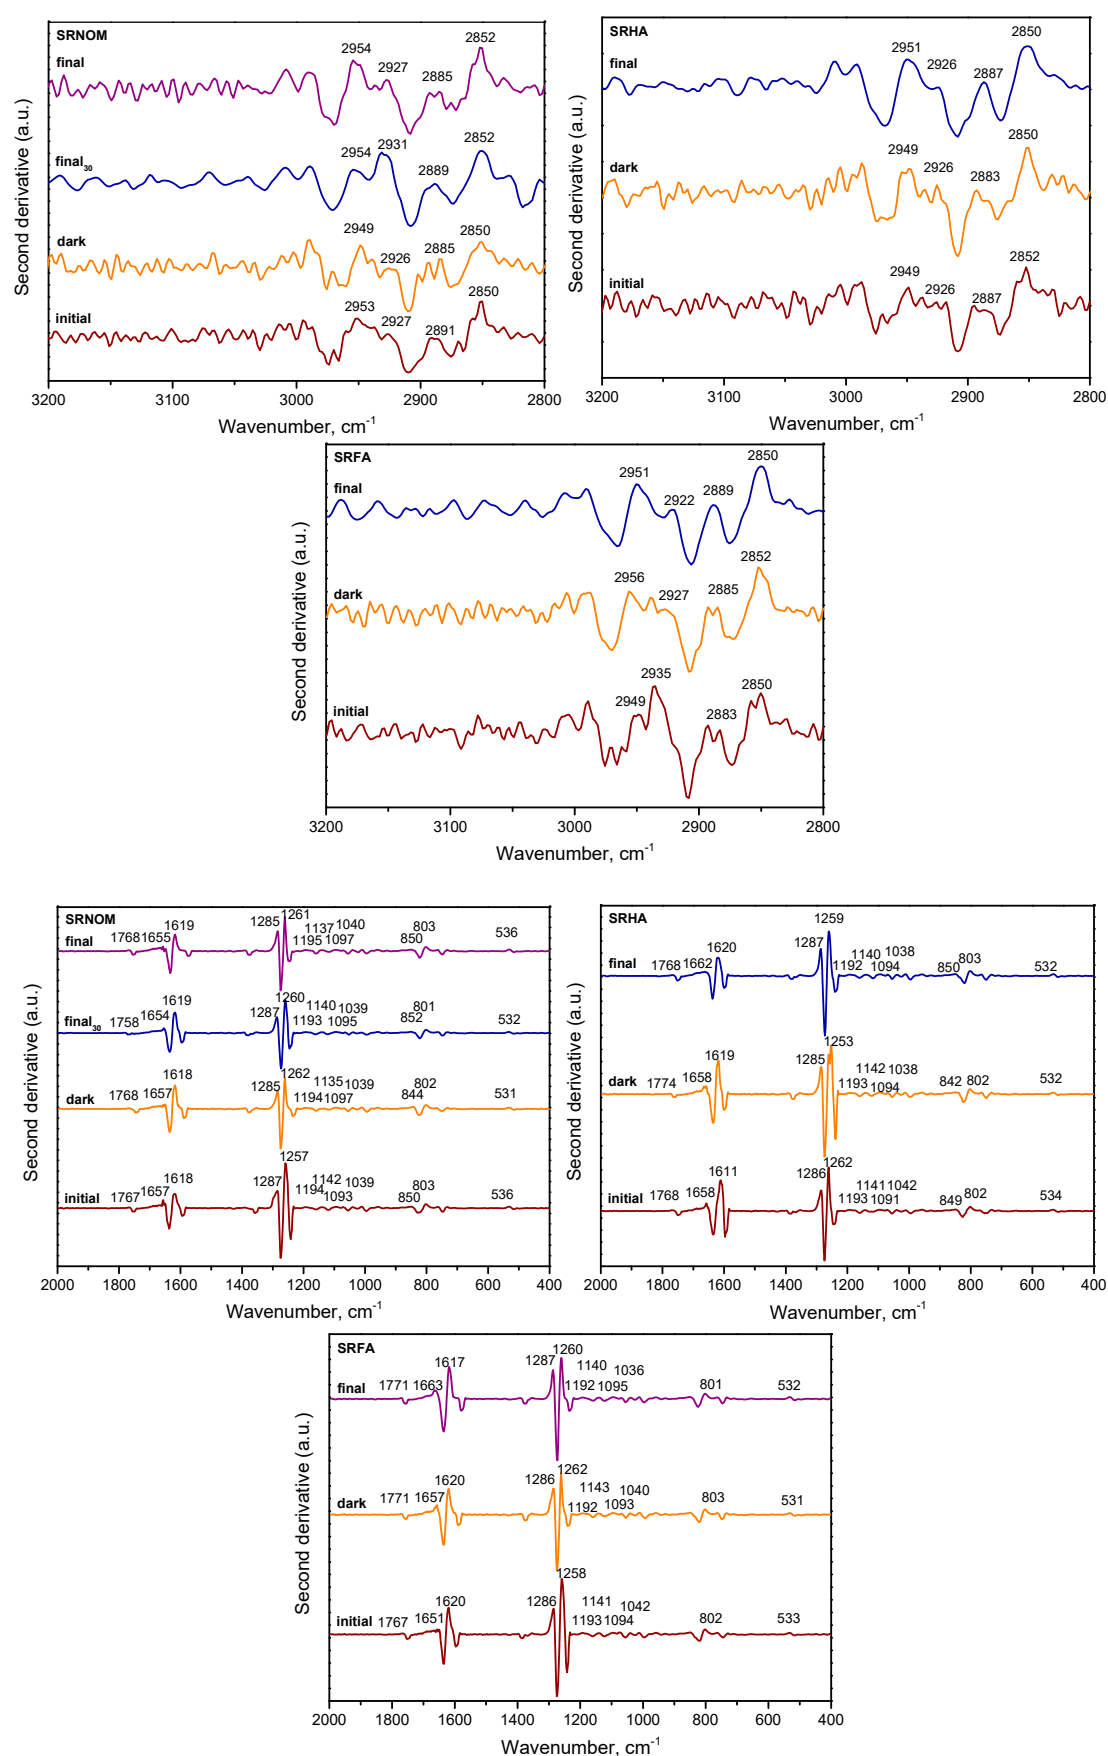 SRNOM
final
2954
2927
2885
2852
final30
2954
2931
2889
2852
dark
2949
2926
2885
2850
initial
2953
2927
2891
2850
3200 3100 3000 2900 2800
Wavenumber, cm-1
Second derivative (a.u.)
SRHA
final
2951
2926
2887
2850
dark
2949
2926
2883
2850
initial
2949
2926
2887
2852
3200 3100 3000 2900 2800
Wavenumber, cm-1
Second derivative (a.u.)
SRFA
final
2951
2922
2889
2850
dark
2956
2927
2885
2852
initial
2949
2935
2883
2850
3200 3100 3000 2900 2800
Wavenumber, cm-1
Second derivative (a.u.)
SRNOM
final
1768 1655 1619 1285 1261 1195 1137 1097 1040 850 803 536
final30
1758 1654 1619 1287 1260 1193 1140 1095 1039 852 801 532
dark
1768 1657 1618 1285 1262 1194 1135 1097 1039 844 802 531
initial
1767 1657 1618 1287 1257 1194 1142 1093 1039 850 803 536
2000 1600 1200 800 400
Wavenumber, cm-1
Second derivative (a.u.)
SRHA
final
1768 1662 1620 1287 1259 1192 1140 1094 1038 850 803 532
dark
1774 1658 1619 1285 1253 1193 1142 1094 1038 842 802 532
initial
1768 1658 1611 1286 1262 1193 1141 1091 1042 849 802 534
2000 1600 1200 800 400
Wavenumber, cm-1
Second derivative (a.u.)
SRFA
final
1771 1663 1617 1287 1260 1192 1140 1095 1036 801 532
dark
1771 1657 1620 1286 1262 1192 1143 1093 1040 803 531
initial
1767 1651 1620 1286 1258 1193 1141 1094 1042 802 533
2000 1600 1200 800 400
Wavenumber, cm-1
Second derivative (a.u.)